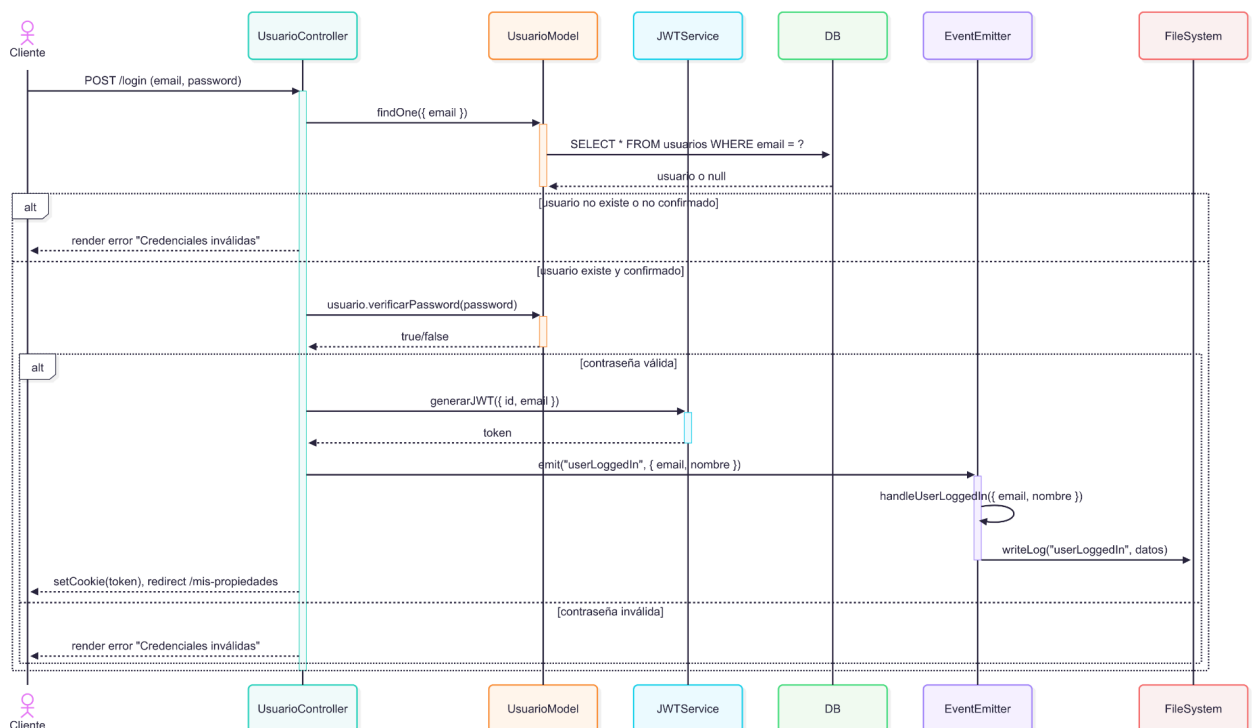 Cliente
UsuarioController
UsuarioModel
JWTService
DB
EventEmitter
FileSystem
POST /login (email, password)
findOne({ email })
SELECT * FROM usuarios WHERE email = ?
usuario o null
alt
[usuario no existe o no confirmado]
render error "Credenciales inválidas"
[usuario existe y confirmado]
usuario.verificarPassword(password)
true/false
alt
[contraseña válida]
generarJWT({ id, email })
token
emit("userLoggedIn", { email, nombre })
handleUserLoggedIn({ email, nombre })
writeLog("userLoggedIn", datos)
setCookie(token), redirect /mis-propiedades
[contraseña inválida]
render error "Credenciales inválidas"
Cliente
UsuarioController
UsuarioModel
JWTService
DB
EventEmitter
FileSystem